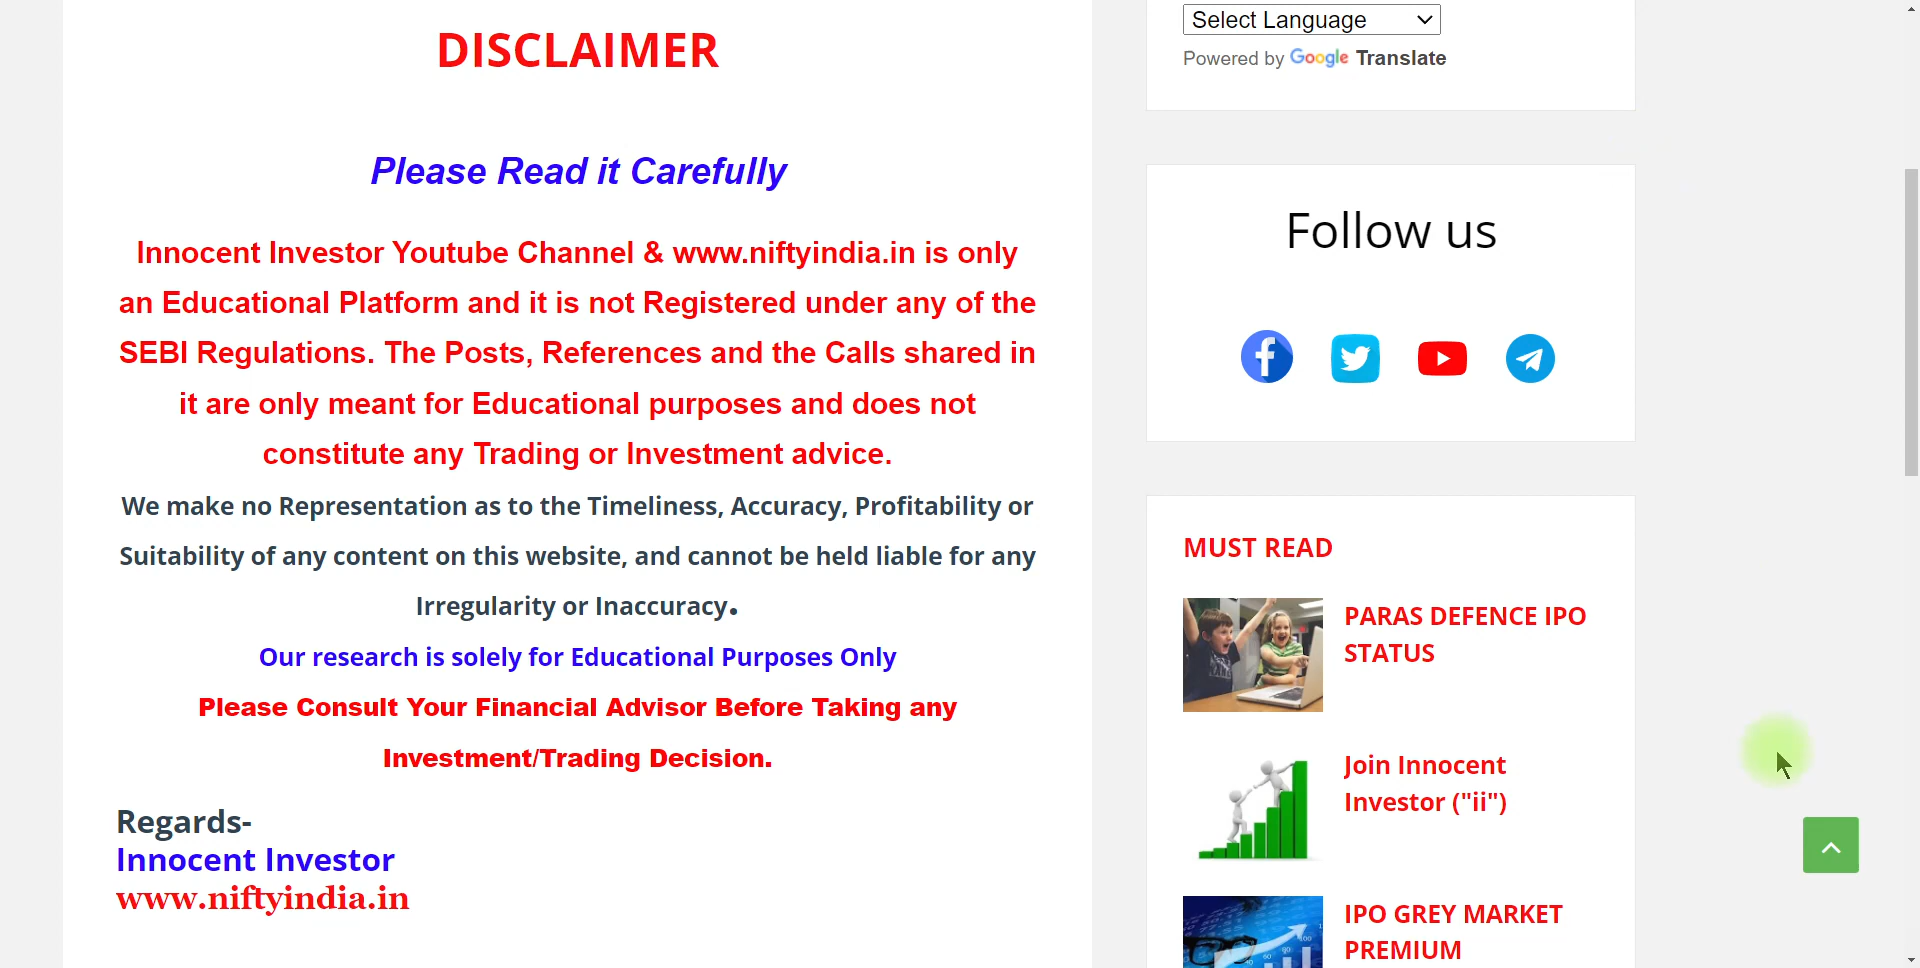 DISCLAIMER
Please Read it Carefully
Innocent Investor Youtube Channel & www.niftyindia.in is only
an Educational Platform and it is not Registered under any of the
SEBI Regulations. The Posts, References and the Calls shared in
it are only meant for Educational purposes and does not
constitute any Trading or Investment advice.
We make no Representation as to the Timeliness, Accuracy, Profitability or
Suitability of any content on this website, and cannot be held liable for any
Irregularity or Inaccuracy.
Our research is solely for Educational Purposes Only
Please Consult Your Financial Advisor Before Taking any
Investment/Trading Decision.
Regards-
Innocent Investor
www.niftyindia.in
Select Language
Powered by Google Translate
Follow us
MUST READ
PARAS DEFENCE IPO
STATUS
Join Innocent
Investor ("ii")
IPO GREY MARKET
PREMIUM